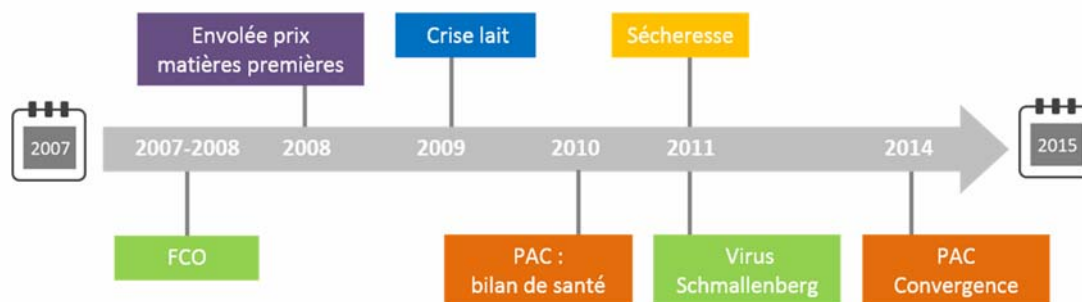 Envolée prix
matières premières
Crise lait
Sécheresse
2007
2007-2008
2008
2009
2010
2011
2014
2015
FCO
PAC :
bilan de santé
Virus
Schmallenberg
PAC
Convergence